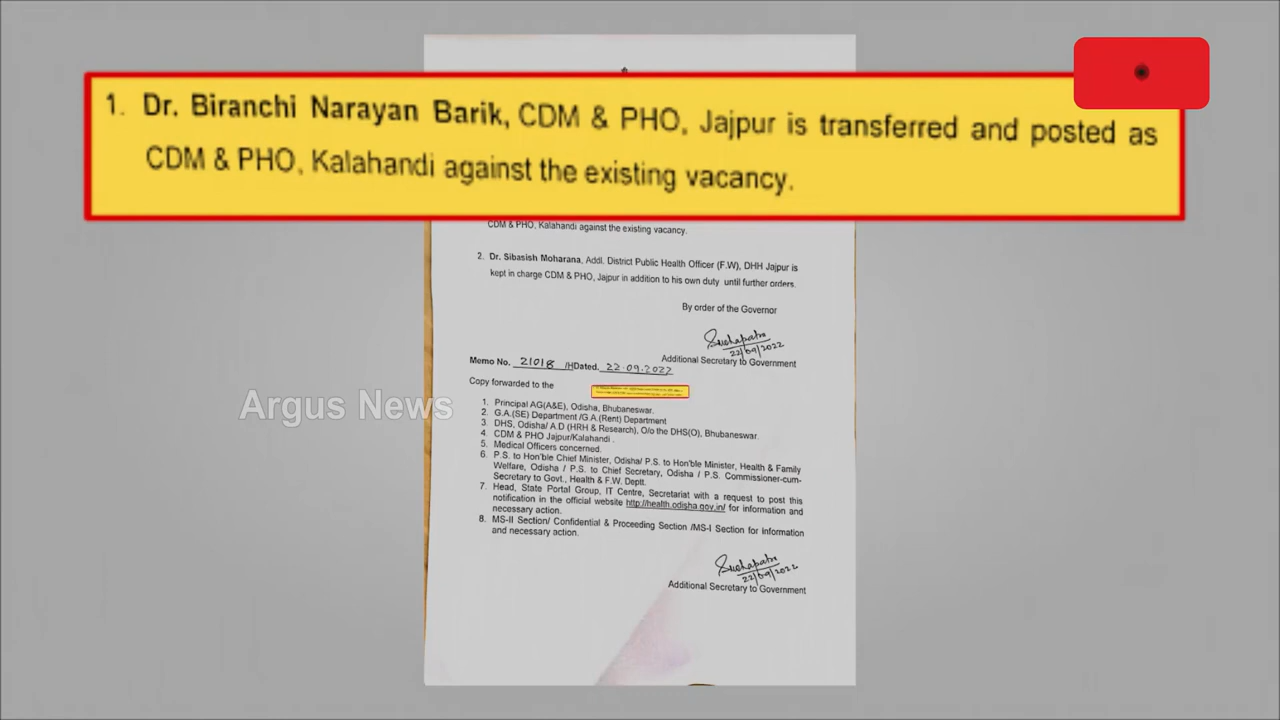 1. Dr. Biranchi Narayan Barik, CDM & PHO, Jajpur is transferred and posted as
CDM & PHO, Kalahandi against the existing vacancy.
CDM & PHO, Kalahandi against the existing vacancy.
2. Dr. Sibasish Moharana, Addl. District Public Health Officer (F.W), DHH Jajpur is
kept in charge CDM & PHO, Jajpur in addition to his own duty until further orders.
By order of the Governor
22/09/2022
Additional Secretary to Government
Memo No. 21018 /H Dated. 22.09.2022
Copy forwarded to the
Argus News
1. Principal AG(A&E), Odisha, Bhubaneswar.
2. G.A.(SE) Department /G.A.(Rent) Department
3. DHS, Odisha/ A.D (HRH & Research), O/o the DHS(O), Bhubaneswar.
4. CDM & PHO Jajpur/Kalahandi .
5. Medical Officers concerned.
6. P.S. to Hon'ble Chief Minister, Odisha/ P.S. to Hon'ble Minister, Health & Family
Welfare, Odisha / P.S. to Chief Secretary, Odisha / P.S. Commissioner-cum-
Secretary to Govt., Health & F.W. Deptt.
7. Head, State Portal Group, IT Centre, Secretariat with a request to post this
notification in the official website http://health.odisha.gov.in/ for information and
necessary action.
8. MS-II Section/ Confidential & Proceeding Section /MS-I Section for information
and necessary action.
22/09/2022
Additional Secretary to Government